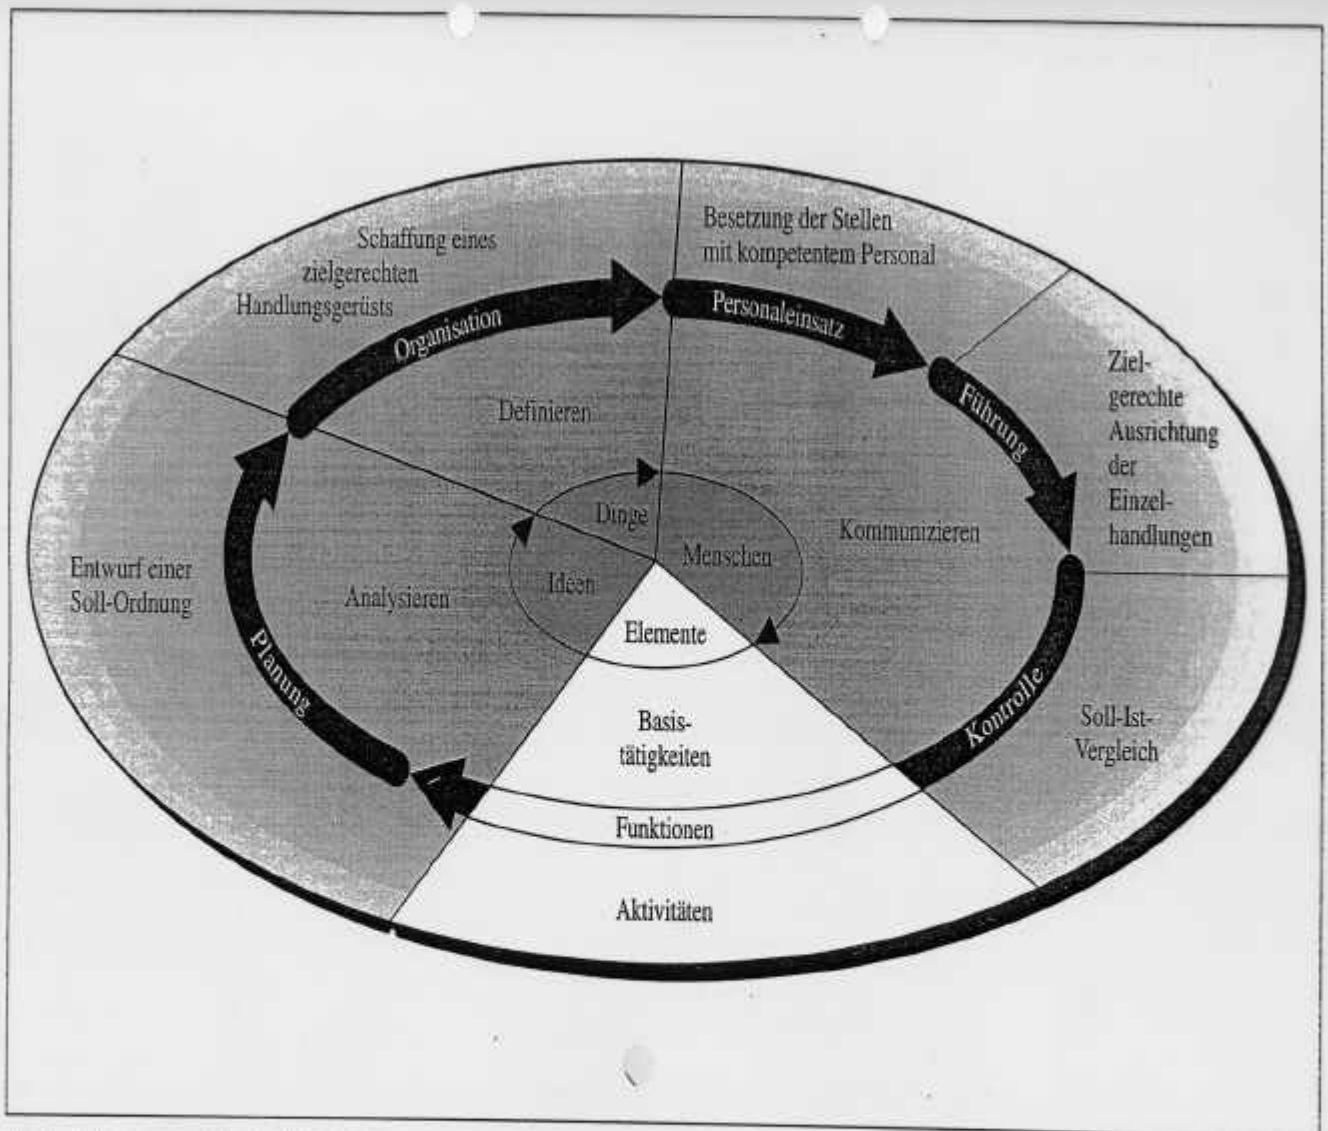 Schaffung eines
zielgerechten
Handlungsgerüsts
Besetzung der Stellen
mit kompetentem Personal
Organisation
Personaleinsatz
Führung
Ziel-
gerechte
Ausrichtung
der
Einzel-
handlungen
Definieren
Dinge
Menschen
Kommunizieren
Ideen
Analysieren
Entwurf einer
Soll-Ordnung
Planung
Elemente
Basis-
tätigkeiten
Kontrolle
Soll-Ist-
Vergleich
Funktionen
Aktivitäten